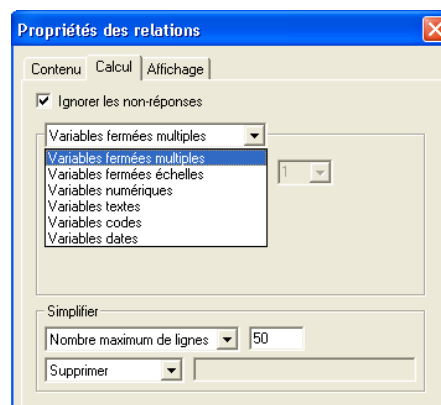 Propriétés des relations
Contenu Calcul Affichage
Ignorer les non-réponses
Variables fermées multiples
Variables fermées multiples
Variables fermées échelles
1
Variables numériques
Variables textes
Variables codes
Variables dates
Simplifier
Nombre maximum de lignes 50
Supprimer